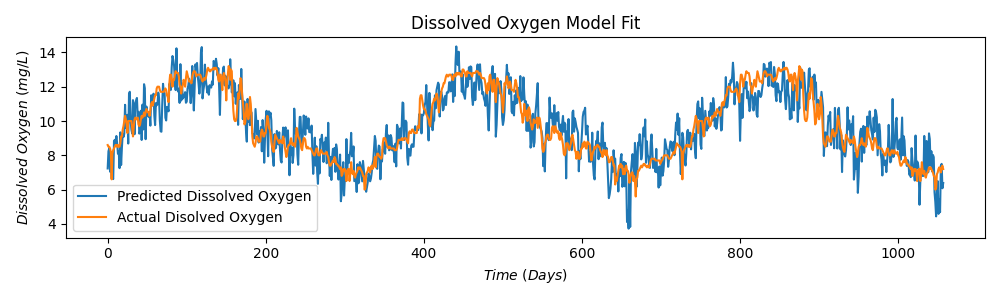 Dissolved Oxygen Model Fit
Dissolved Oxygen (mg/L)
14
12
10
8
6
4
Predicted Dissolved Oxygen
Actual Disolved Oxygen
0
200
400
600
800
1000
Time (Days)